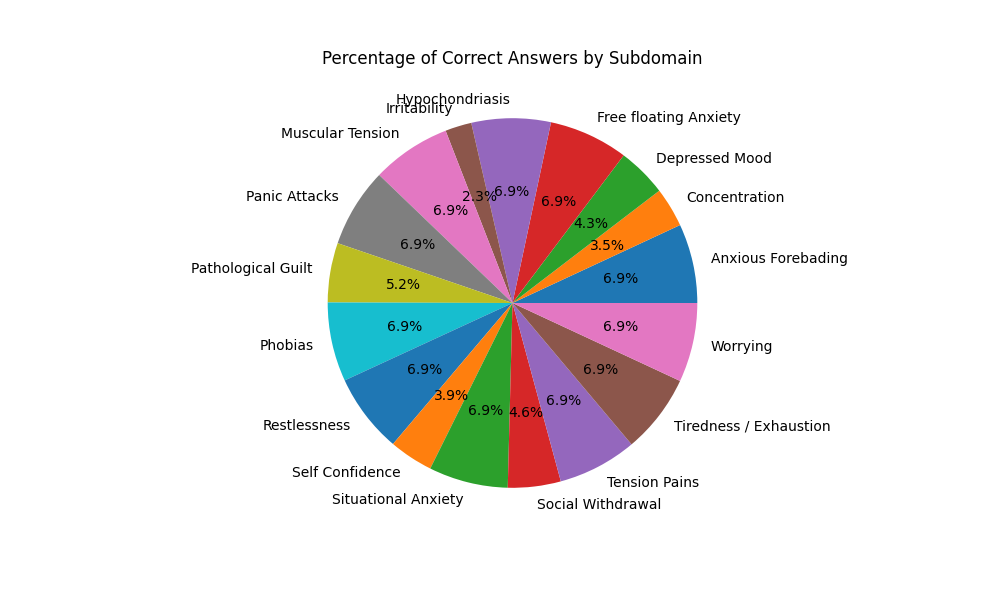 Percentage of Correct Answers by Subdomain
Hypochondriasis
Irritability
Free floating Anxiety
Muscular Tension
Depressed Mood
Panic Attacks
Concentration
Pathological Guilt
Anxious Forebading
Phobias
Worrying
Restlessness
Tiredness / Exhaustion
Self Confidence
Tension Pains
Situational Anxiety
Social Withdrawal
6.9%
2.3%
6.9%
6.9%
6.9%
4.3%
6.9%
3.5%
5.2%
6.9%
6.9%
6.9%
6.9%
6.9%
3.9%
6.9%
6.9%
4.6%